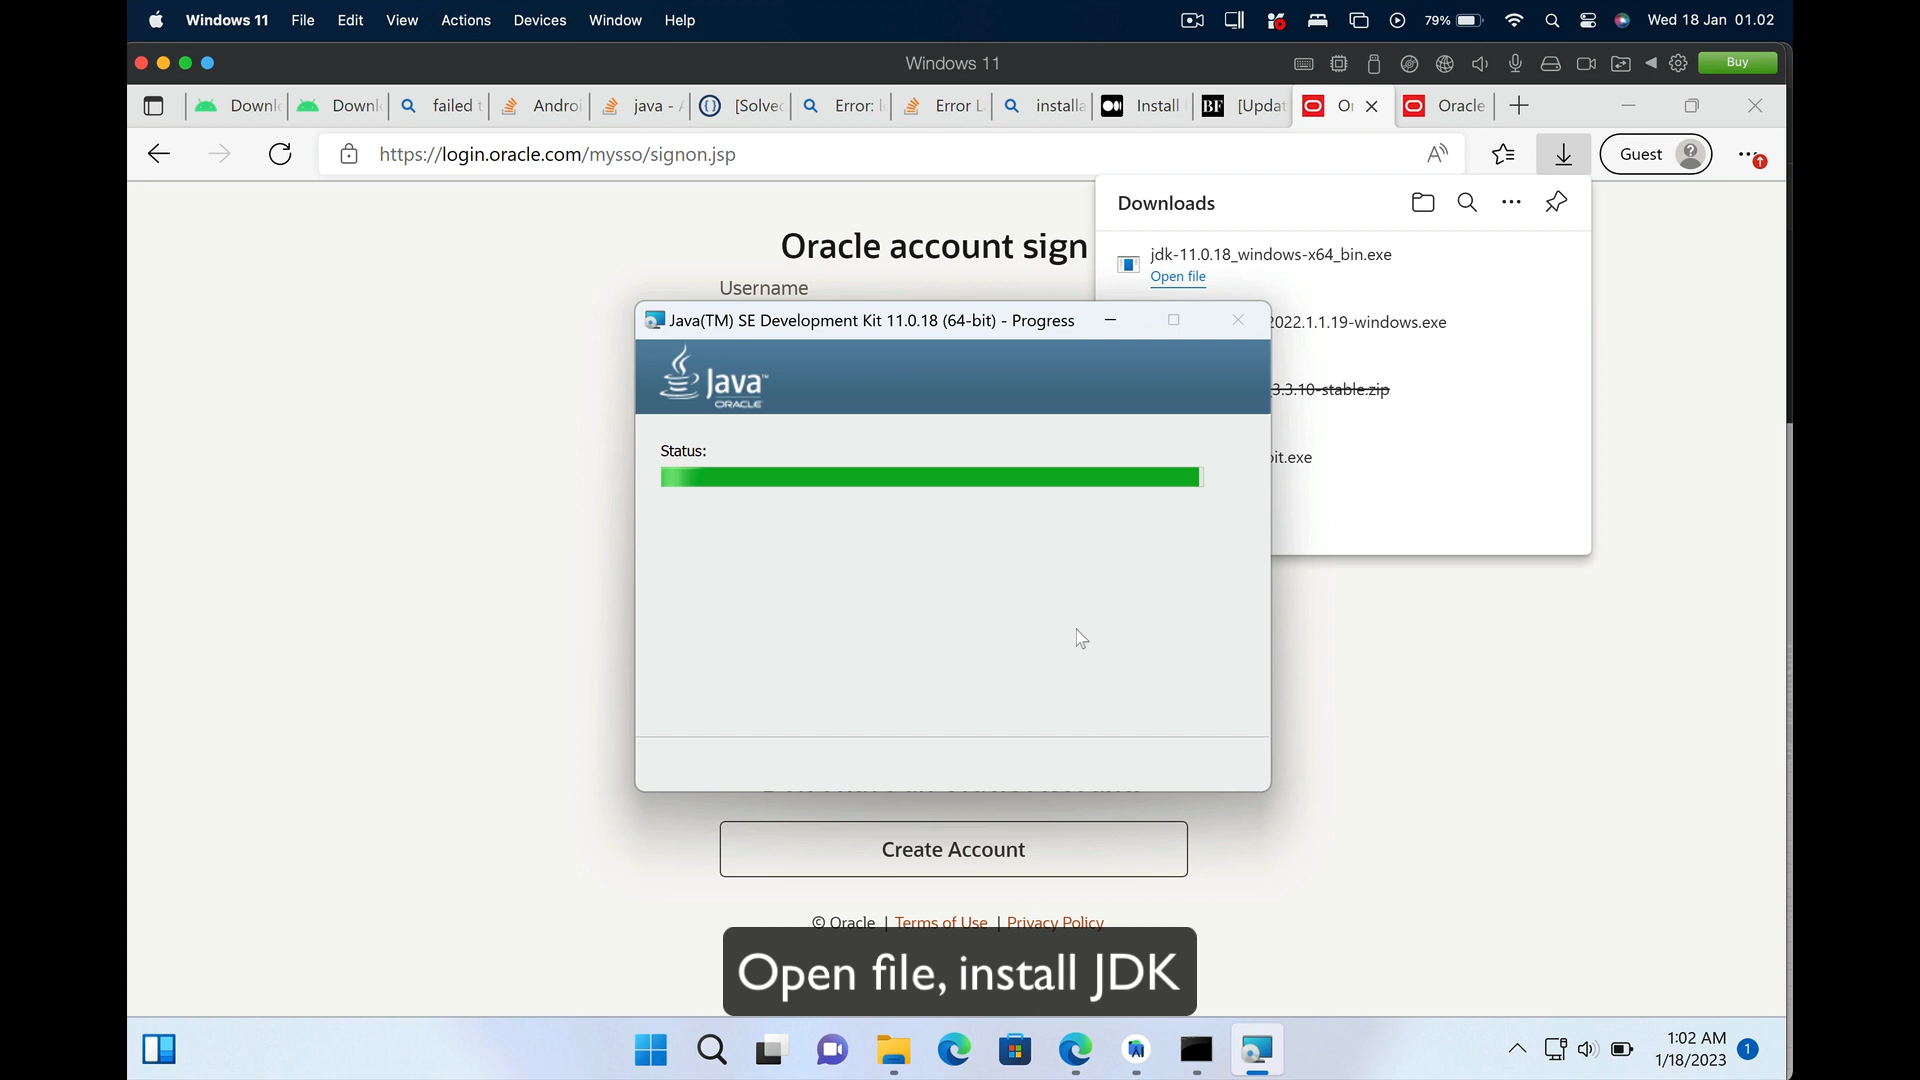 Windows 11 File Edit View Actions Devices Window Help 79% Wed 18 Jan 01.02
Windows 11 Buy
Downl Downl failed Androi java - [Solved Error: Error L installa Install [Updat Or Oracle
https://login.oracle.com/mysso/signon.jsp Guest
Downloads
Oracle account sign
jdk-11.0.18_windows-x64_bin.exe
Open file
Username
Java(TM) SE Development Kit 11.0.18 (64-bit) - Progress
2022.1.1.19-windows.exe
Java™
ORACLE
3.3.10-stable.zip
Status:
bit.exe
Create Account
© Oracle | Terms of Use | Privacy Policy
Open file, install JDK
1:02 AM
1/18/2023 1